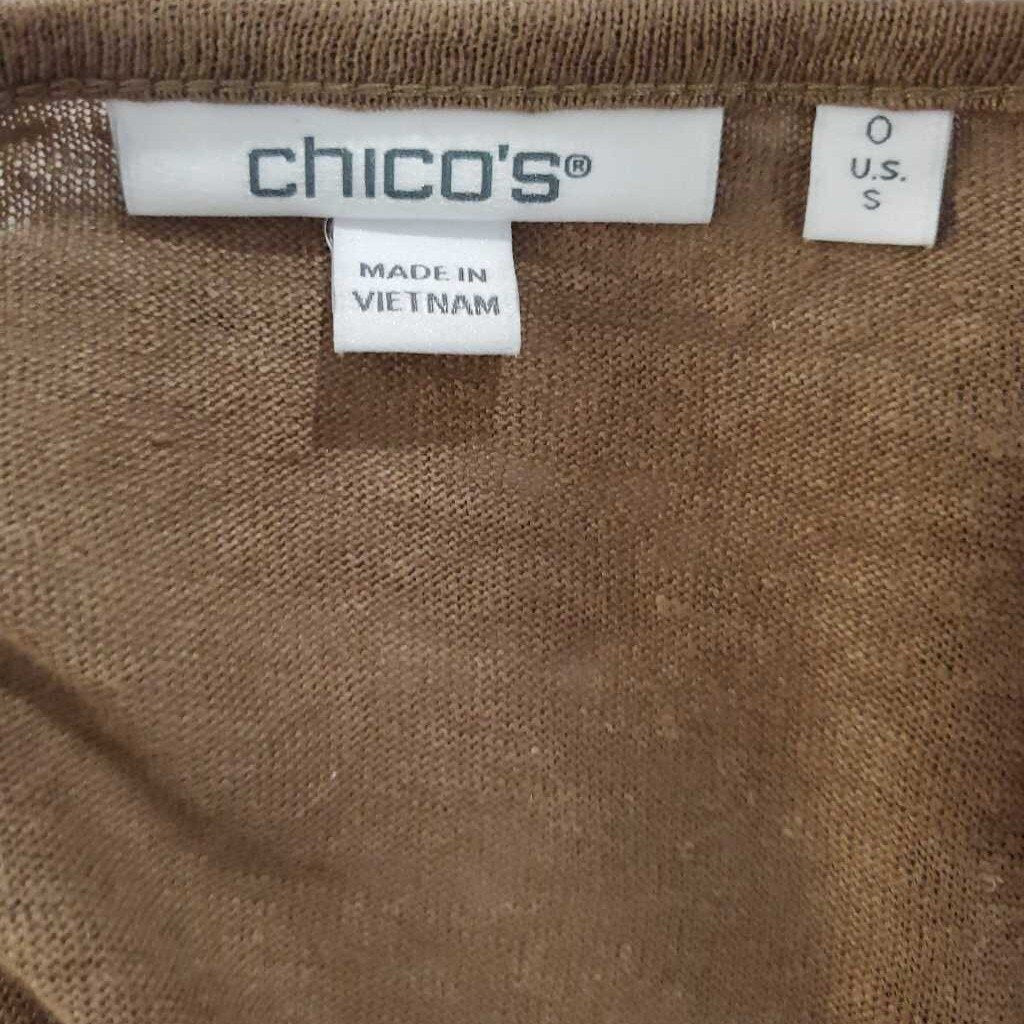 chico's®
MADE IN
VIETNAM
0
U.S.
S